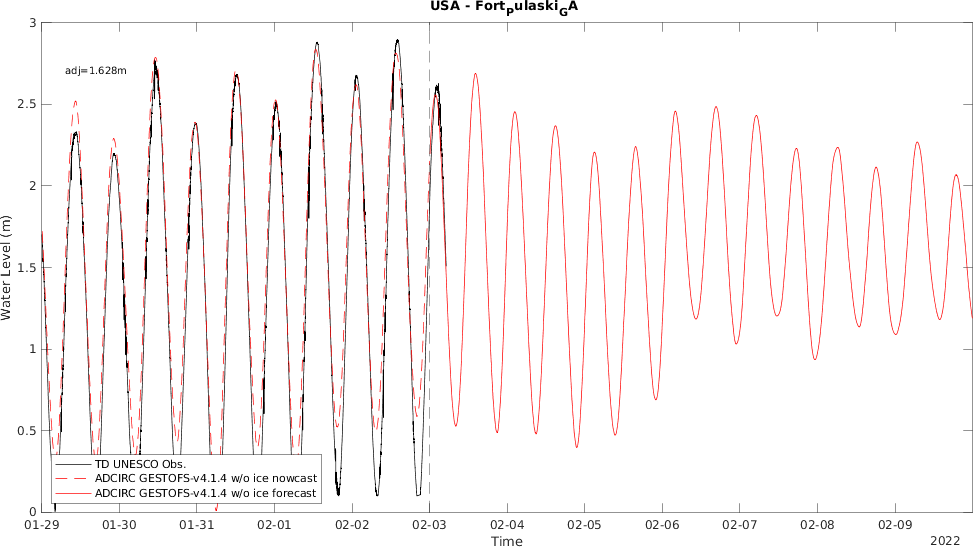 USA - FortPulaskiGA
adj=1.628m
3
2.5
2
1.5
1
0.5
0
Water Level (m)
TD UNESCO Obs.
ADCIRC GESTOFS-v4.1.4 w/o ice nowcast
ADCIRC GESTOFS-v4.1.4 w/o ice forecast
01-29 01-30 01-31 02-01 02-02 02-03 02-04 02-05 02-06 02-07 02-08 02-09
Time
2022